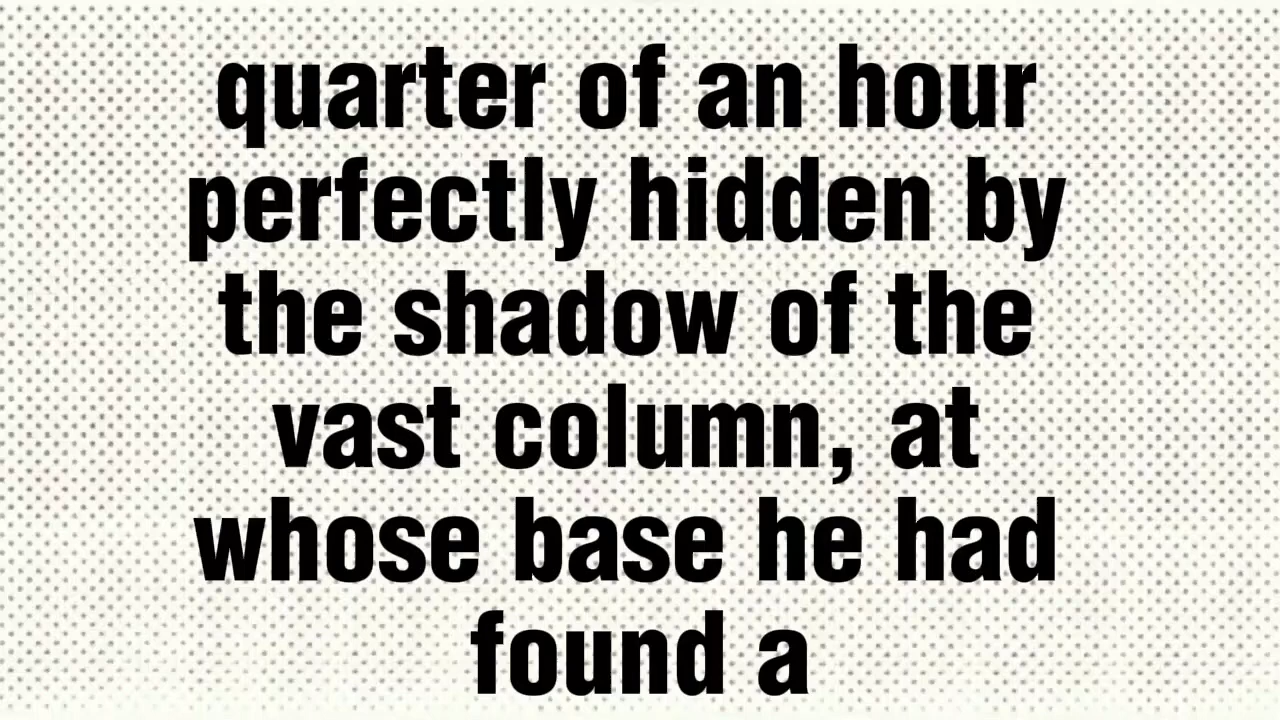 quarter of an hour
perfectly hidden by
the shadow of the
vast column, at
whose base he had
found a